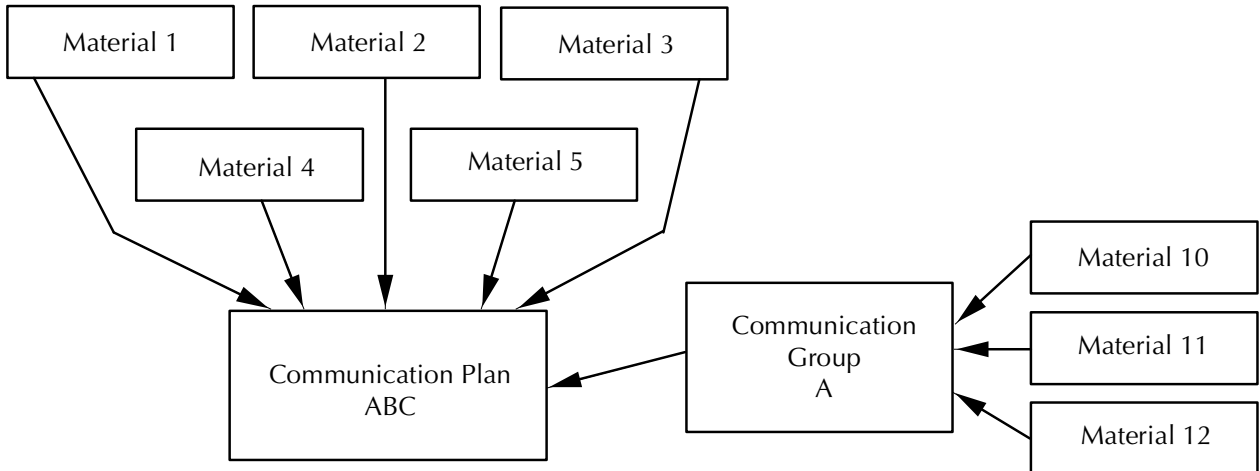 Material 1
Material 2
Material 3
Material 4
Material 5
Material 10
Communication
Group
A
Material 11
Communication Plan
ABC
Material 12